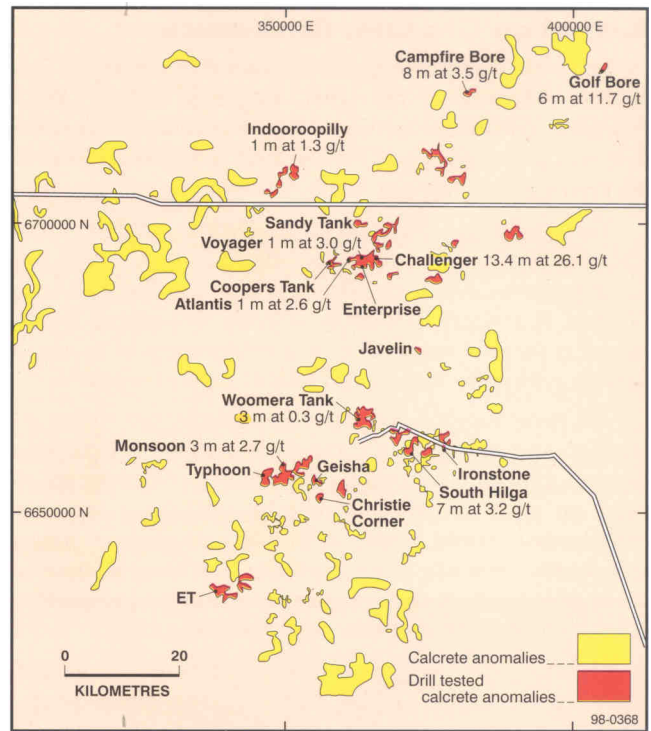 350000 E
400000 E
Campfire Bore
8 m at 3.5 g/t
Golf Bore
6 m at 11.7 g/t
Indooroopilly
1 m at 1.3 g/t
6700000 N
Sandy Tank
Voyager 1 m at 3.0 g/t
Challenger 13.4 m at 26.1 g/t
Coopers Tank
Atlantis 1 m at 2.6 g/t
Enterprise
Javelin
Woomera Tank
3 m at 0.3 g/t
Monsoon 3 m at 2.7 g/t
Typhoon
Geisha
Ironstone
South Hilga
7 m at 3.2 g/t
Christie
Corner
6650000 N
ET
0 20
KILOMETRES
Calcrete anomalies
Drill tested
calcrete anomalies
98-0368